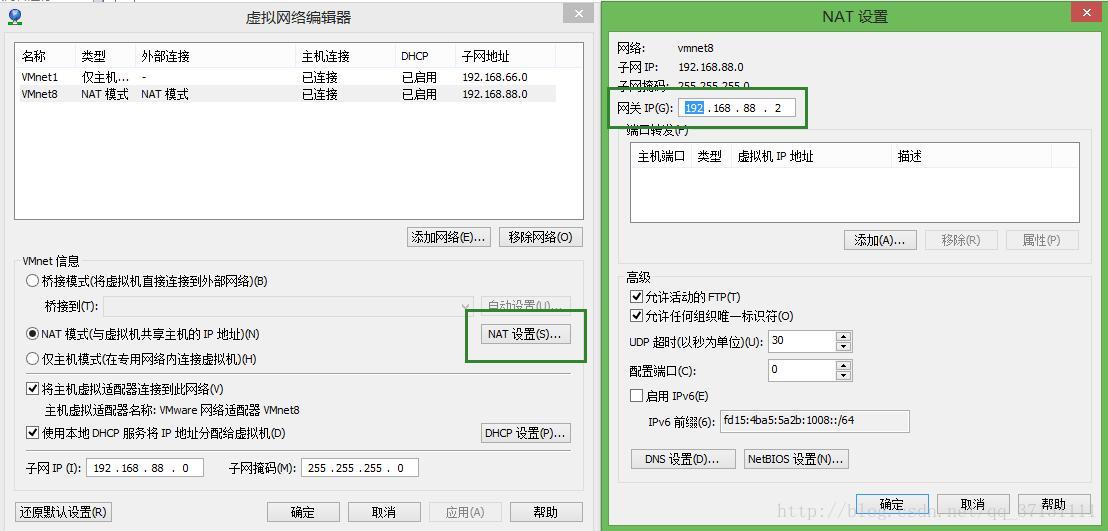 虚拟网络编辑器
名称 类型 外部连接 主机连接 DHCP 子网地址
VMnet1 仅主机... - 已连接 已启用 192.168.66.0
VMnet8 NAT 模式 NAT 模式 已连接 已启用 192.168.88.0
添加网络(E)... 移除网络(O)
VMnet 信息
桥接模式(将虚拟机直接连接到外部网络)(B)
桥接到(T): 自动设置(U)...
NAT 模式(与虚拟机共享主机的 IP 地址)(N) NAT 设置(S)...
仅主机模式(在专用网络内连接虚拟机)(H)
将主机虚拟适配器连接到此网络(V)
主机虚拟适配器名称: VMware 网络适配器 VMnet8
使用本地 DHCP 服务将 IP 地址分配给虚拟机(D) DHCP 设置(P)...
子网 IP (I): 192 .168 . 88 . 0 子网掩码(M): 255 .255 .255 . 0
还原默认设置(R) 确定 取消 应用(A) 帮助
NAT 设置
网络: vmnet8
子网 IP: 192.168.88.0
子网掩码: 255.255.255.0
网关 IP(G): 192 .168 . 88 . 2
端口转发(F)
主机端口 类型 虚拟机 IP 地址 描述
添加(A)... 移除(R) 属性(P)
高级
允许活动的 FTP(T)
允许任何组织唯一标识符(O)
UDP 超时(以秒为单位)(U): 30
配置端口(C): 0
启用 IPv6(E)
IPv6 前缀(6): fd15:4ba5:5a2b:1008::/64
DNS 设置(D)... NetBIOS 设置(N)...
确定 取消 帮助